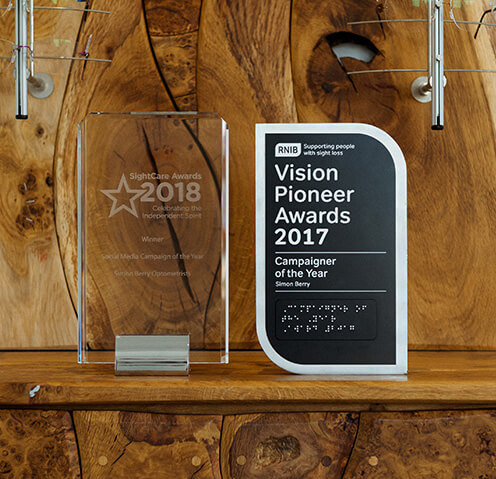 SightCare Awards
2018
Celebrating the
Independent Spirit
Winner
Social Media Campaign of the Year
Simon Berry Optometrists
RNIB Supporting people
with sight loss
Vision
Pioneer
Awards
2017
Campaigner
of the Year
Simon Berry